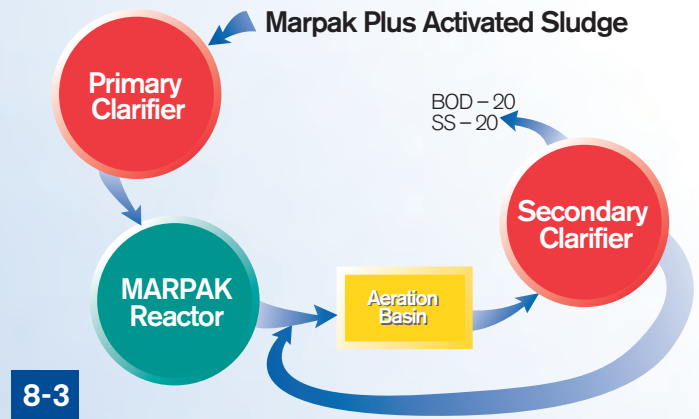 Marpak Plus Activated Sludge
Primary
Clarifier
BOD – 20
SS – 20
Secondary
Clarifier
MARPAK
Reactor
Aeration
Basin
8-3